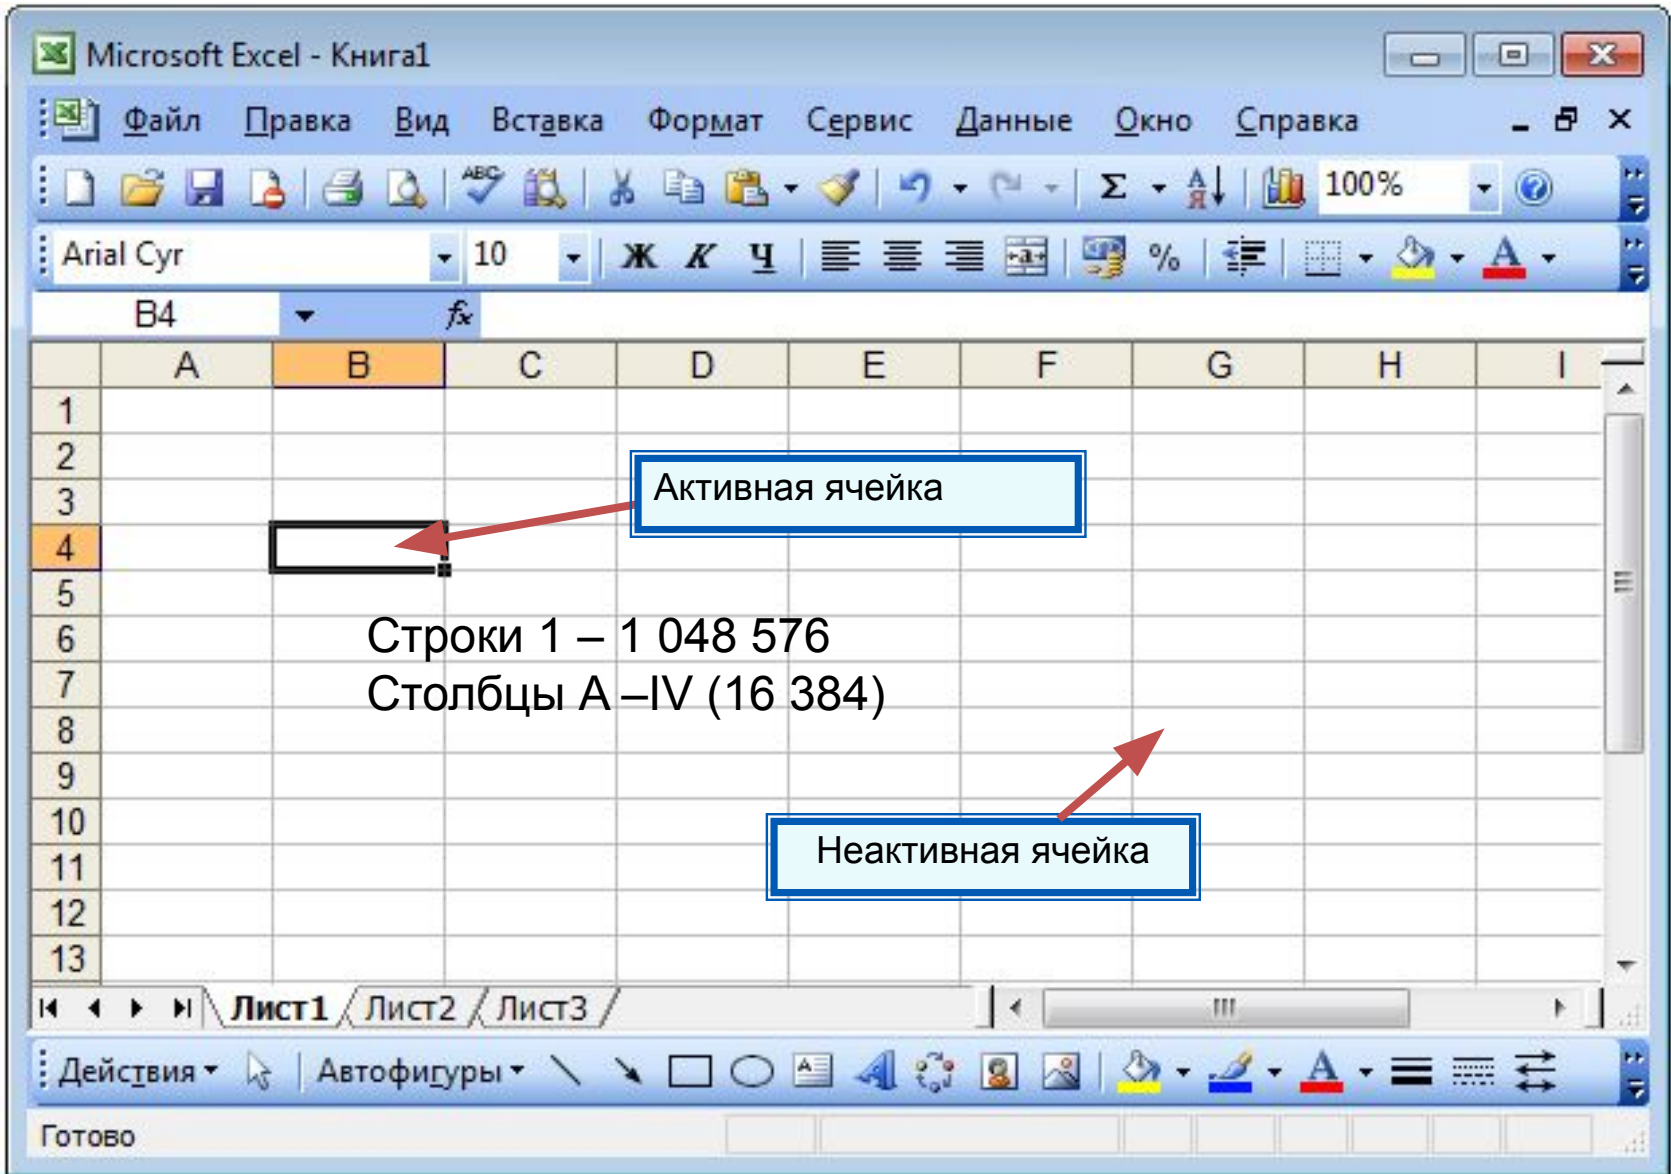 Microsoft Excel - Книга1
Файл Правка Вид Вставка Формат Сервис Данные Окно Справка
ABC Σ А Я 100% ?
Arial Cyr 10 Ж К Ч a % A
B4 fx
A B C D E F G H I
1
2
Активная ячейка
3
4
5
6
Строки 1 – 1 048 576
7
Столбцы A –IV (16 384)
8
9
10
Неактивная ячейка
11
12
13
Лист1 Лист2 Лист3
Действия Автофигуры A A A
Готово